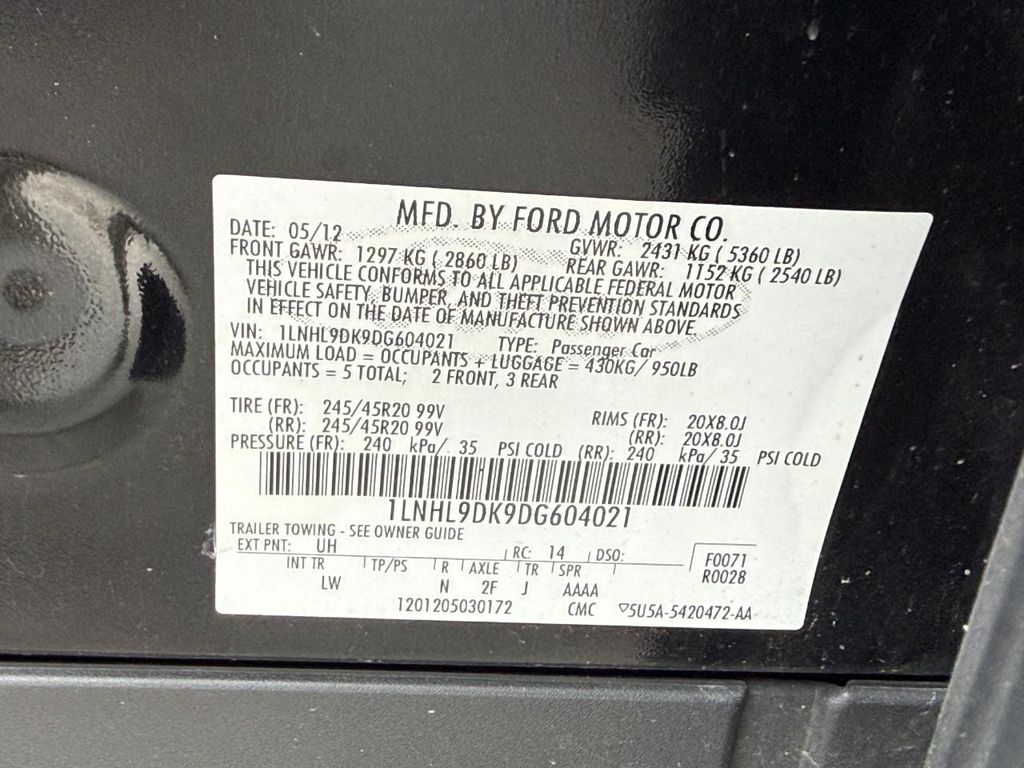 MFD. BY FORD MOTOR CO.
DATE: 05/12 GVWR: 2431 KG ( 5360 LB)
FRONT GAWR: 1297 KG ( 2860 LB) REAR GAWR: 1152 KG ( 2540 LB)
THIS VEHICLE CONFORMS TO ALL APPLICABLE FEDERAL MOTOR
VEHICLE SAFETY, BUMPER, AND THEFT PREVENTION STANDARDS
IN EFFECT ON THE DATE OF MANUFACTURE SHOWN ABOVE.
VIN: 1LNHL9DK9DG604021 TYPE: Passenger Car
MAXIMUM LOAD = OCCUPANTS + LUGGAGE = 430KG/ 950LB
OCCUPANTS = 5 TOTAL; 2 FRONT, 3 REAR
TIRE (FR): 245/45R20 99V RIMS (FR): 20X8.0J
(RR): 245/45R20 99V (RR): 20X8.0J
PRESSURE (FR): 240 kPa/ 35 PSI COLD (RR): 240 kPa/ 35 PSI COLD
1LNHL9DK9DG604021
TRAILER TOWING - SEE OWNER GUIDE
EXT PNT: UH RC: 14 DSO: F0071
INT TR TP/PS R AXLE TR SPR R0028
LW N 2F J AAAA
1201205030172 CMC ▽5U5A-5420472-AA